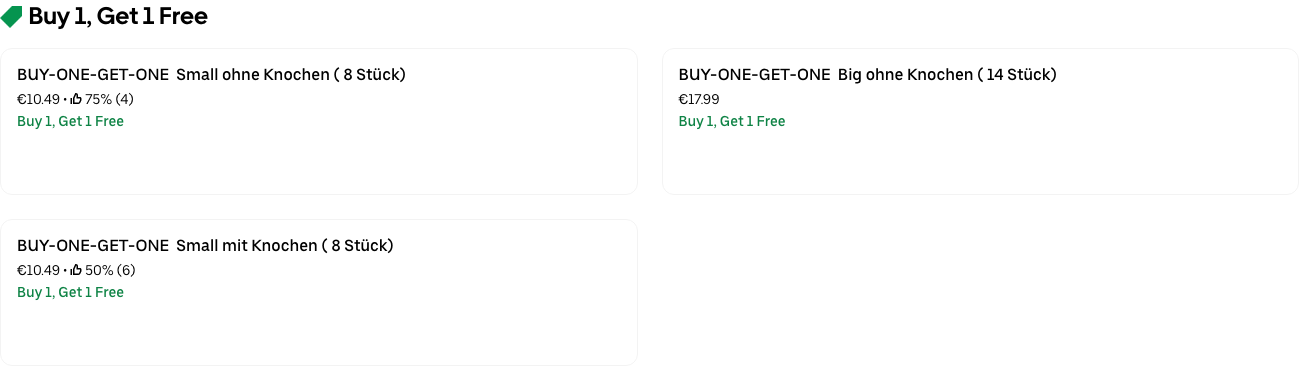 Buy 1, Get 1 Free
BUY-ONE-GET-ONE  Small ohne Knochen ( 8 Stück)
€10.49 • 75% (4)
Buy 1, Get 1 Free
BUY-ONE-GET-ONE  Big ohne Knochen ( 14 Stück)
€17.99
Buy 1, Get 1 Free
BUY-ONE-GET-ONE  Small mit Knochen ( 8 Stück)
€10.49 • 50% (6)
Buy 1, Get 1 Free